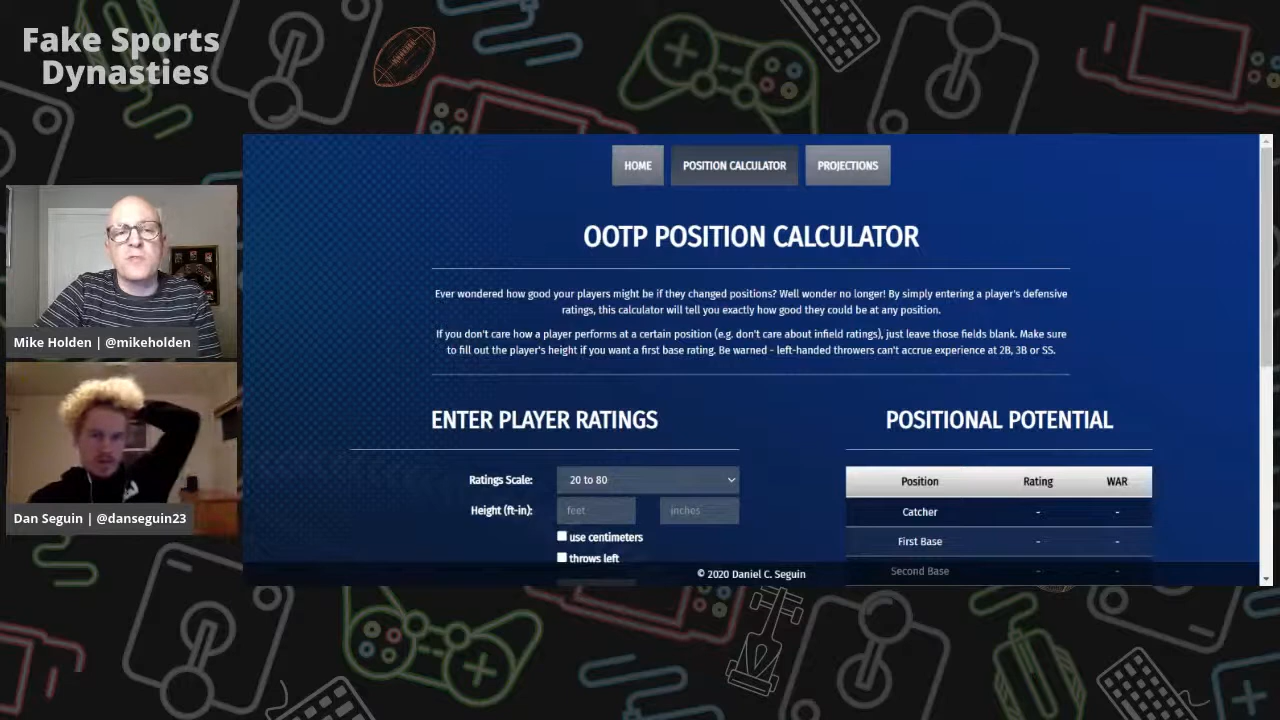 Fake Sports
Dynasties
HOME
POSITION CALCULATOR
PROJECTIONS
OOTP POSITION CALCULATOR
Ever wondered how good your players might be if they changed positions? Well wonder no longer! By simply entering a player's defensive
ratings, this calculator will tell you exactly how good they could be at any position.
If you don't care how a player performs at a certain position (e.g. don't care about infield ratings), just leave those fields blank. Make sure
to fill out the player's height if you want a first base rating. Be warned - left-handed throwers can't accrue experience at 2B, 3B or SS.
Mike Holden | @mikeholden
Dan Seguin | @danseguin23
ENTER PLAYER RATINGS
Ratings Scale: 20 to 80
Height (ft-in): feet inches
use centimeters
throws left
POSITIONAL POTENTIAL
Position Rating WAR
Catcher - -
First Base - -
Second Base - -
© 2020 Daniel C. Seguin